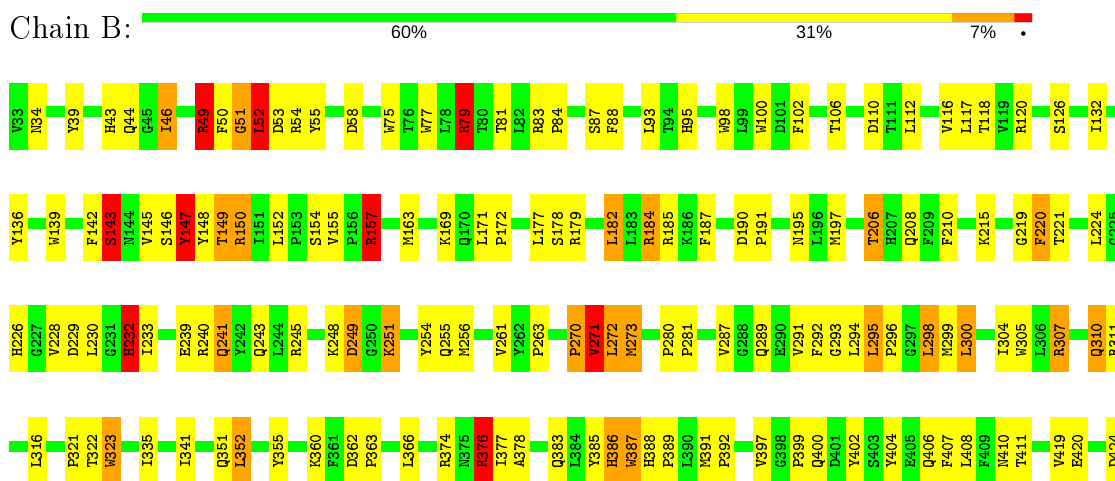 Chain B:
60% 31% 7% •
V33 N34 Y39 H43 Q44 G45 I46 R49 F50 G51 L52 D53 R54 Y55 D58 W75 T76 W77 L78 R79 T80 T81 L82 R83 P84 S87 F88 L93 T94 H95 W98 L99 W100 D101 F102 T106 D110 T111 L112 V116 L117 T118 V119 R120 S126 I132
Y136 W139 F142 S143 N144 V145 S146 Y147 Y148 T149 R150 I151 L152 P153 S154 V155 P156 R157 M163 K169 Q170 L171 P172 L177 S178 R179 L182 L183 R184 R185 K186 F187 D190 P191 N195 L196 M197 T206 H207 Q208 F209 F210 K215 G219 F220 T221 L224
H226 G227 V228 D229 L230 G231 H232 I233 E239 R240 Q241 Y242 Q243 L244 R245 K248 D249 G250 K251 Y254 Q255 M256 V261 Y262 P263 P270 V271 L272 M273 P280 P281 V287 G288 Q289 E290 V291 F292 G293 L294 L295 P296 G297 L298 M299 L300 I304 W305 L306 R307 Q310
L316 P321 T322 W323 I335 I341 Q351 L352 Y355 K360 F361 D362 P363 L366 R374 N375 R376 I377 A378 Q383 L384 Y385 H386 W387 H388 P389 L390 M391 P392 V397 G398 P399 Q400 D401 Y402 S403 Y404 E405 Q406 F407 L408 F409 N410 T411 V419 E420